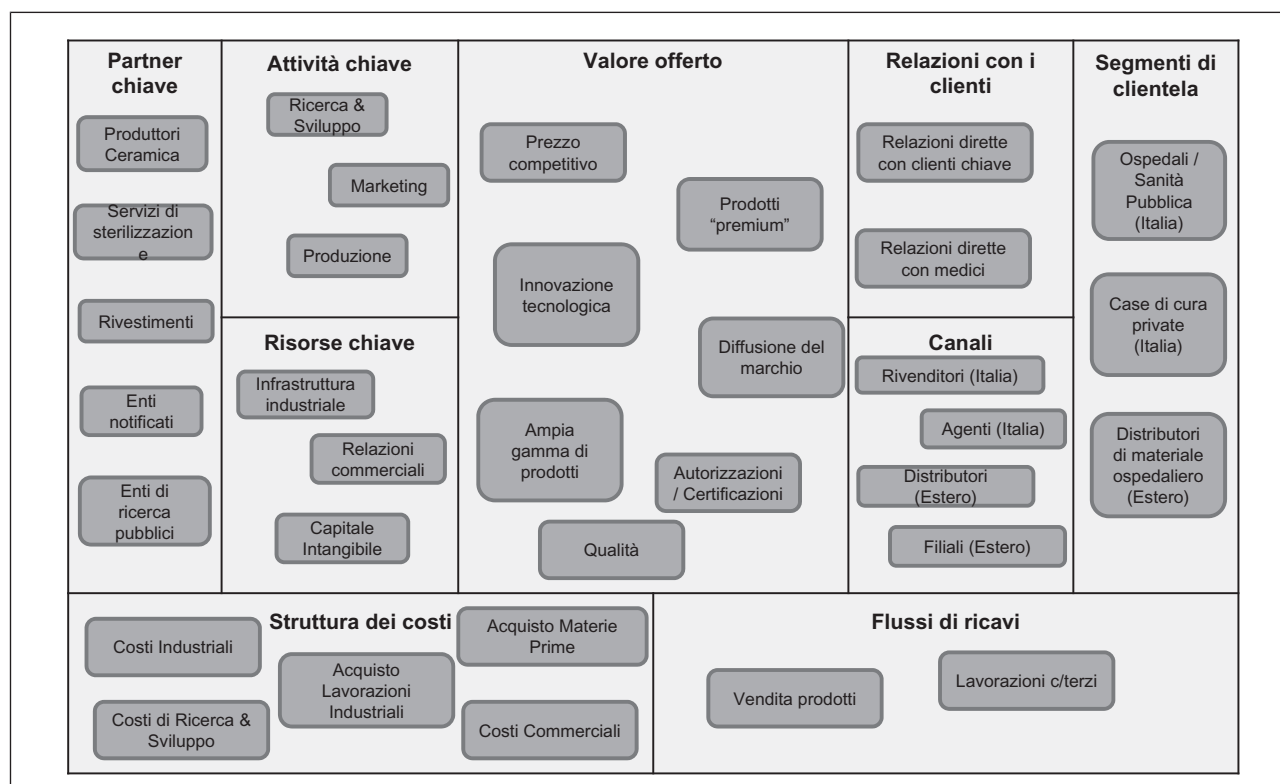 Partner
chiave
Produttori
Ceramica
Servizi di
sterilizzazion
e
Rivestimenti
Enti
notificati
Enti di
ricerca
pubblici
Attività chiave
Ricerca &
Sviluppo
Marketing
Produzione
Risorse chiave
Infrastruttura
industriale
Relazioni
commerciali
Capitale
Intangibile
Valore offerto
Prezzo
competitivo
Prodotti
“premium”
Innovazione
tecnologica
Diffusione del
marchio
Ampia
gamma di
prodotti
Autorizzazioni
/ Certificazioni
Qualità
Relazioni con i
clienti
Relazioni dirette
con clienti chiave
Relazioni dirette
con medici
Canali
Rivenditori (Italia)
Agenti (Italia)
Distributori
(Estero)
Filiali (Estero)
Segmenti di
clientela
Ospedali /
Sanità
Pubblica
(Italia)
Case di cura
private
(Italia)
Distributori
di materiale
ospedaliero
(Estero)
Struttura dei costi
Costi Industriali
Acquisto Materie
Prime
Acquisto
Lavorazioni
Industriali
Costi di Ricerca &
Sviluppo
Costi Commerciali
Flussi di ricavi
Vendita prodotti
Lavorazioni c/terzi